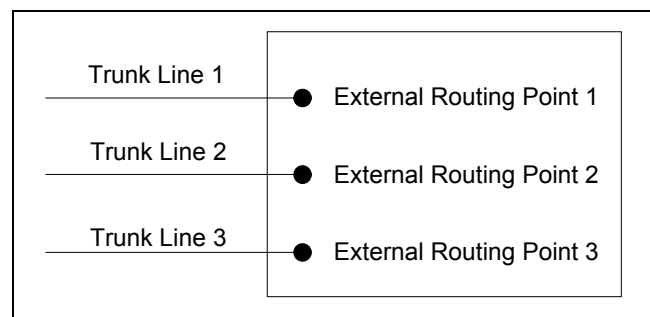 Trunk Line 1
External Routing Point 1
Trunk Line 2
External Routing Point 2
Trunk Line 3
External Routing Point 3